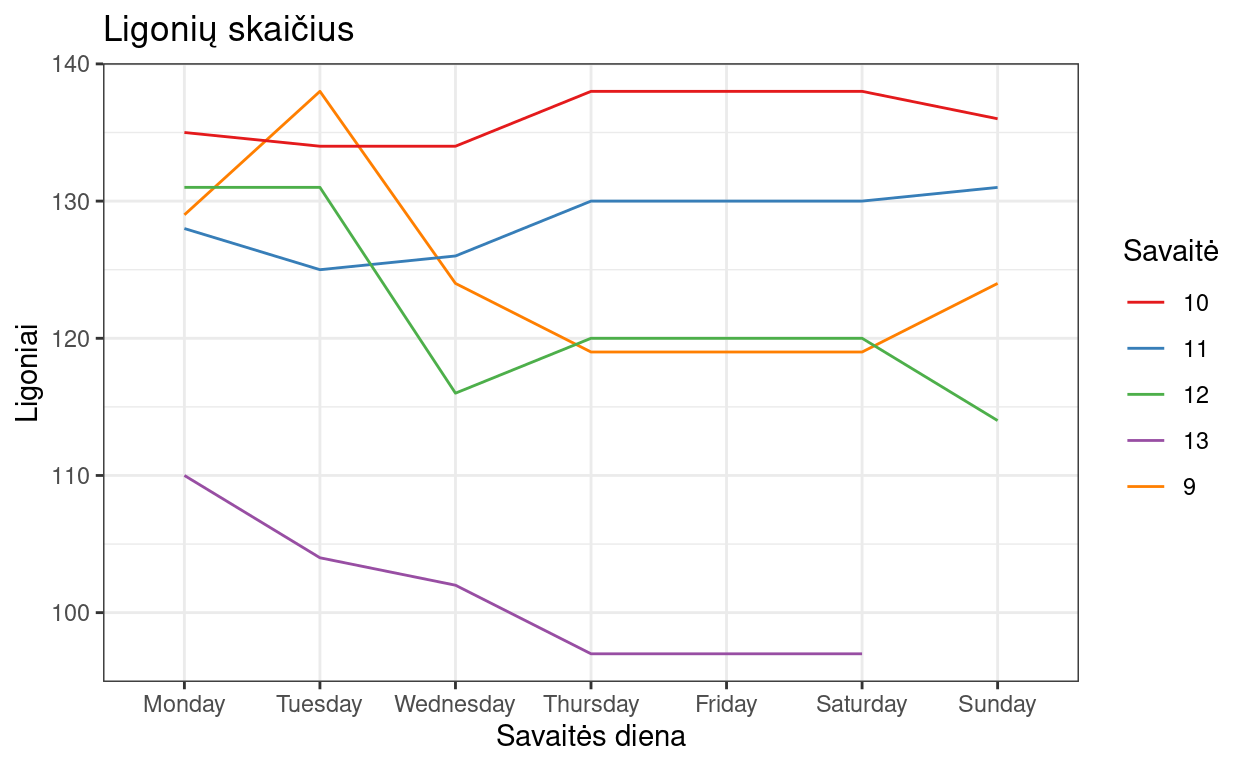 Ligonių skaičius
140
130
120
110
100
Ligoniai
Monday Tuesday Wednesday Thursday Friday Saturday Sunday
Savaitės diena
Savaitė
10
11
12
13
9